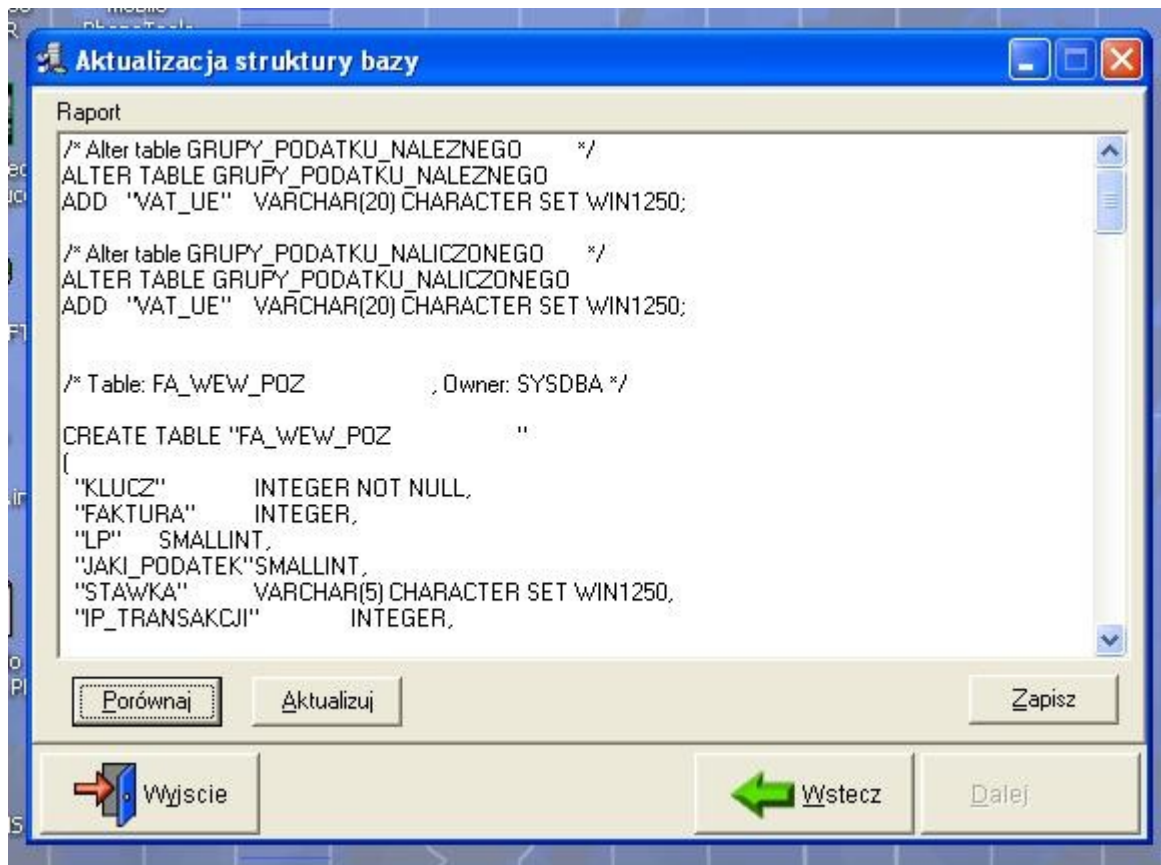 Aktualizacja struktury bazy
Raport
/* Alter table GRUPY_PODATKU_NALEZNEGO */
ALTER TABLE GRUPY_PODATKU_NALEZNEGO
ADD "VAT_UE" VARCHAR(20) CHARACTER SET WIN1250;
/* Alter table GRUPY_PODATKU_NALICZONEGO */
ALTER TABLE GRUPY_PODATKU_NALICZONEGO
ADD "VAT_UE" VARCHAR(20) CHARACTER SET WIN1250;
/* Table: FA_WEW_POZ , Owner: SYSDBA */
CREATE TABLE "FA_WEW_POZ "
(
"KLUCZ" INTEGER NOT NULL,
"FAKTURA" INTEGER,
"LP" SMALLINT,
"JAKI_PODATEK"SMALLINT,
"STAWKA" VARCHAR(5) CHARACTER SET WIN1250,
"IP_TRANSAKCJI" INTEGER,
Porównaj Aktualizuj Zapisz
Wyjscie Wstecz Dalej